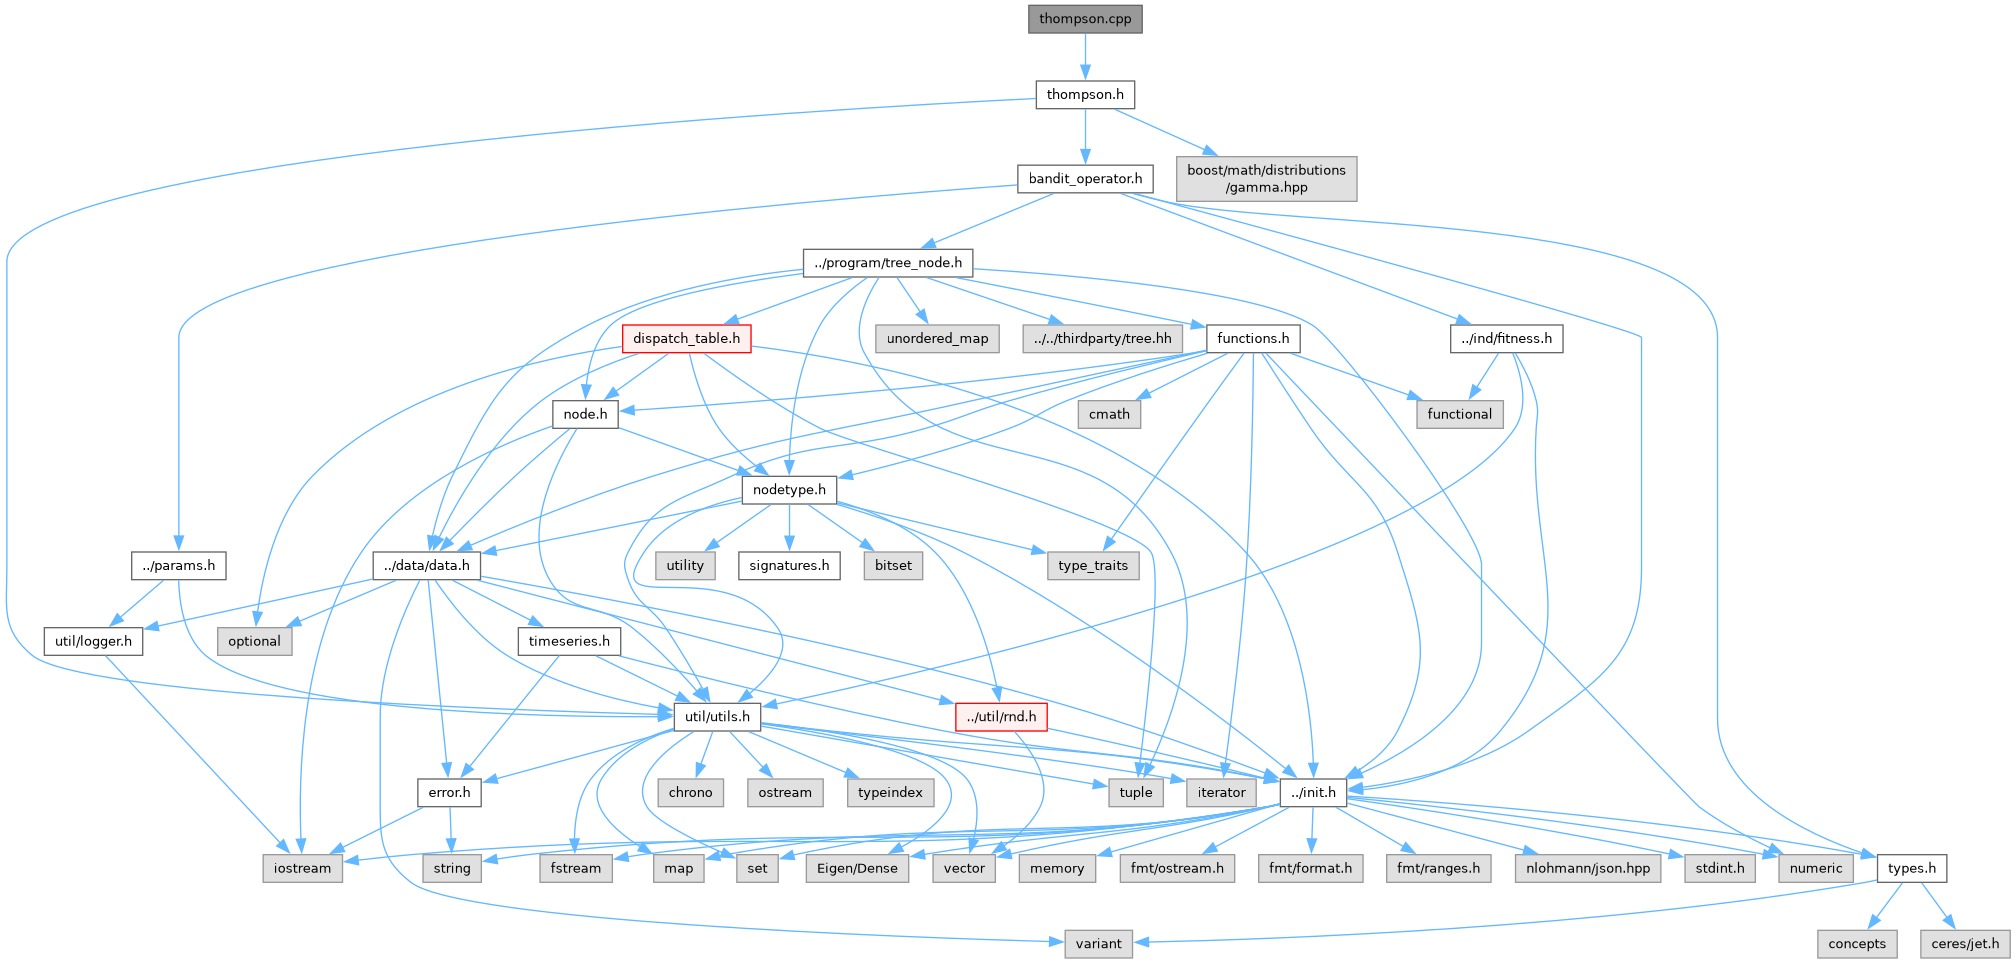 thompson.cpp
thompson.h
bandit_operator.h
boost/math/distributions
/gamma.hpp
../program/tree_node.h
dispatch_table.h
unordered_map
../../thirdparty/tree.hh
functions.h
../ind/fitness.h
node.h
cmath
functional
nodetype.h
../params.h
../data/data.h
utility
signatures.h
bitset
type_traits
util/logger.h
optional
timeseries.h
util/utils.h
../util/rnd.h
error.h
chrono
ostream
typeindex
tuple
iterator
../init.h
iostream
string
fstream
map
set
Eigen/Dense
vector
memory
fmt/ostream.h
fmt/format.h
fmt/ranges.h
nlohmann/json.hpp
stdint.h
numeric
types.h
variant
concepts
ceres/jet.h